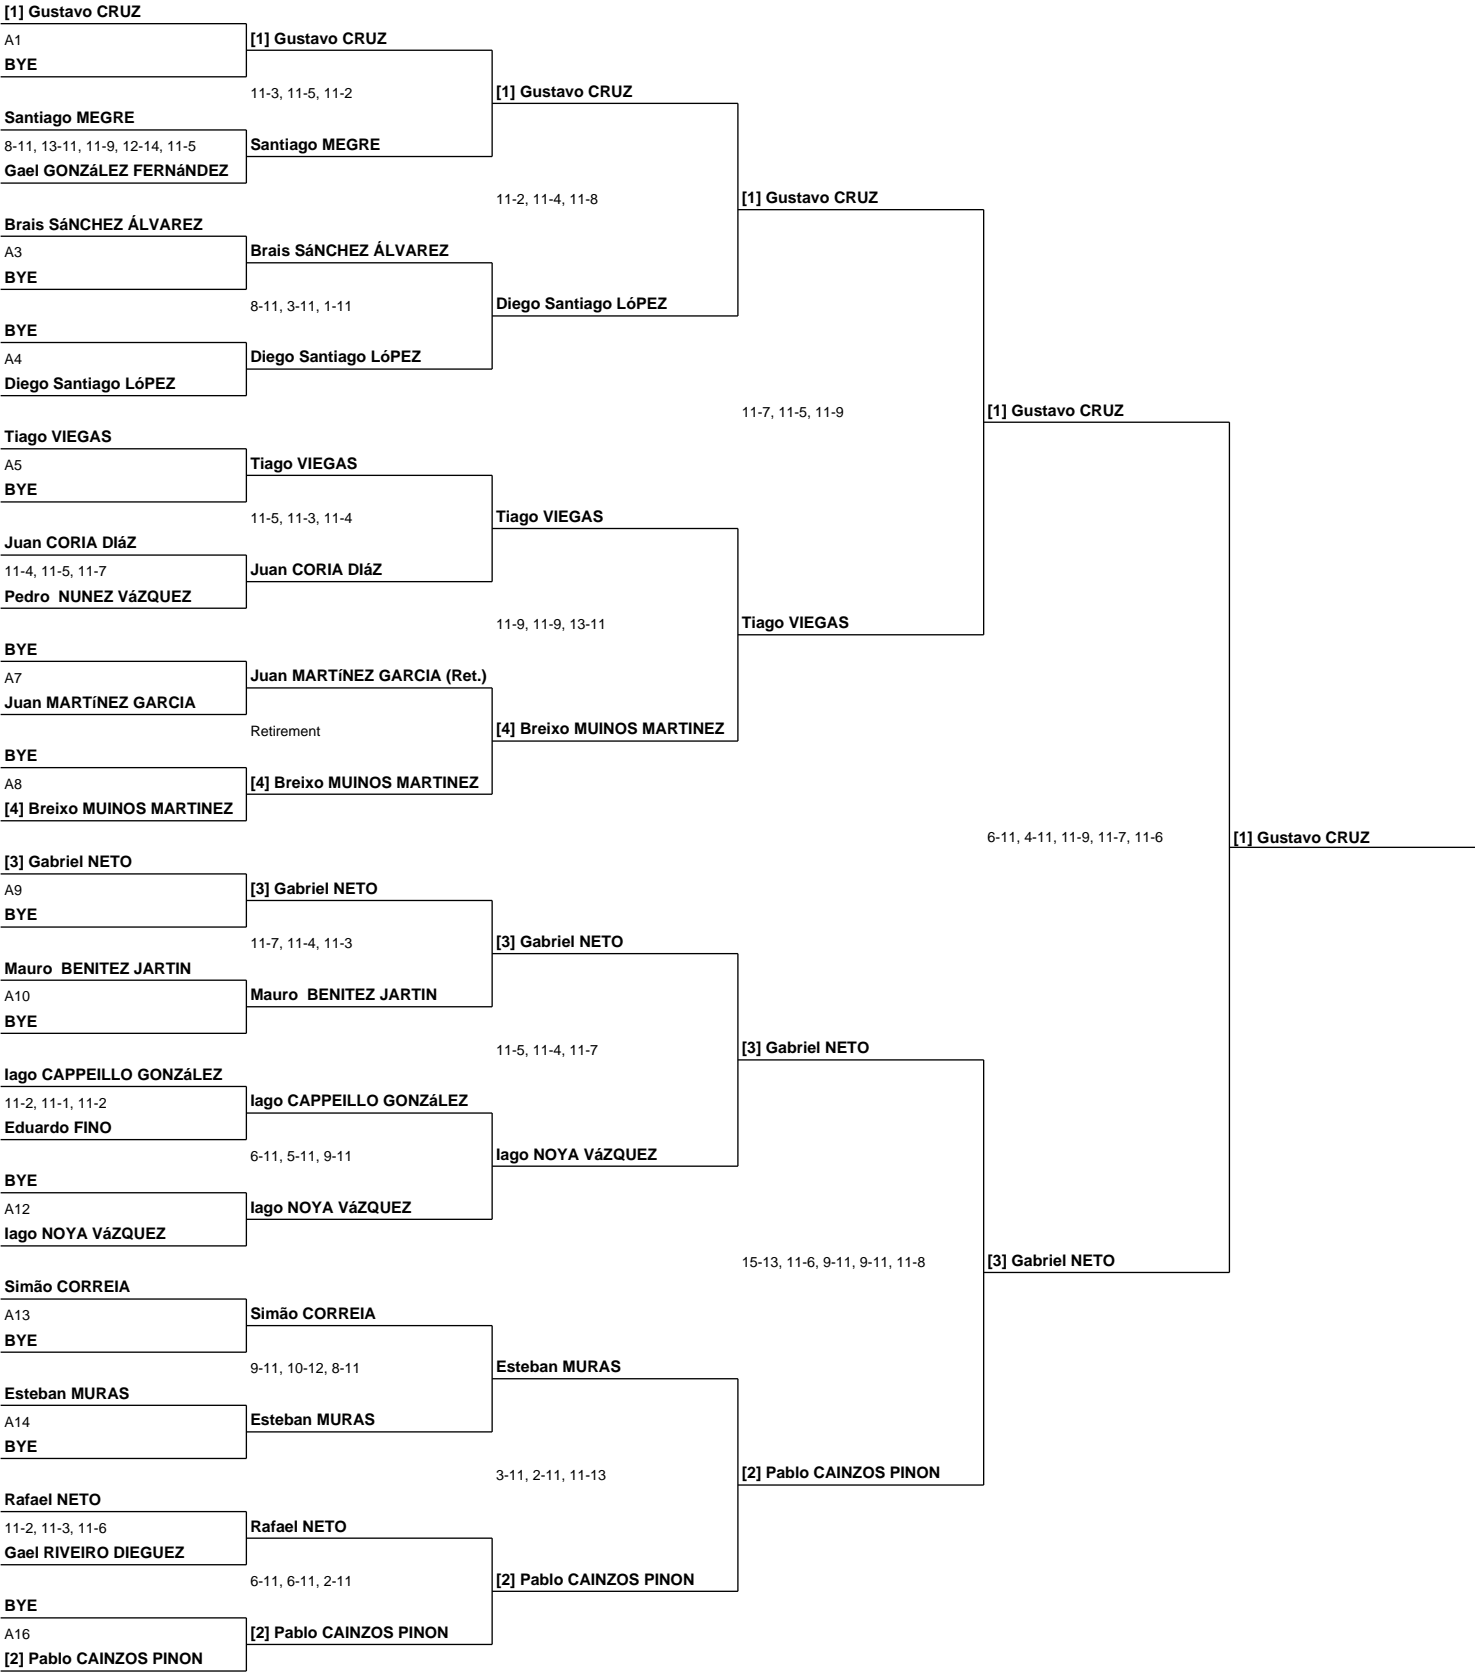 [1] Gustavo CRUZ
A1
[1] Gustavo CRUZ
BYE
11-3, 11-5, 11-2
[1] Gustavo CRUZ
Santiago MEGRE
8-11, 13-11, 11-9, 12-14, 11-5
Santiago MEGRE
Gael GONZáLEZ FERNáNDEZ
11-2, 11-4, 11-8
[1] Gustavo CRUZ
Brais SáNCHEZ ÁLVAREZ
A3
Brais SáNCHEZ ÁLVAREZ
BYE
8-11, 3-11, 1-11
Diego Santiago LóPEZ
BYE
A4
Diego Santiago LóPEZ
Diego Santiago LóPEZ
11-7, 11-5, 11-9
[1] Gustavo CRUZ
Tiago VIEGAS
A5
Tiago VIEGAS
BYE
11-5, 11-3, 11-4
Tiago VIEGAS
Juan CORIA DIáZ
11-4, 11-5, 11-7
Juan CORIA DIáZ
Pedro  NUNEZ VáZQUEZ
11-9, 11-9, 13-11
Tiago VIEGAS
BYE
A7
Juan MARTíNEZ GARCIA (Ret.)
Juan MARTíNEZ GARCIA
Retirement
[4] Breixo MUINOS MARTINEZ
BYE
A8
[4] Breixo MUINOS MARTINEZ
[4] Breixo MUINOS MARTINEZ
6-11, 4-11, 11-9, 11-7, 11-6
[1] Gustavo CRUZ
[3] Gabriel NETO
A9
[3] Gabriel NETO
BYE
11-7, 11-4, 11-3
[3] Gabriel NETO
Mauro  BENITEZ JARTIN
A10
Mauro  BENITEZ JARTIN
BYE
11-5, 11-4, 11-7
[3] Gabriel NETO
Iago CAPPEILLO GONZáLEZ
11-2, 11-1, 11-2
Iago CAPPEILLO GONZáLEZ
Eduardo FINO
6-11, 5-11, 9-11
Iago NOYA VáZQUEZ
BYE
A12
Iago NOYA VáZQUEZ
Iago NOYA VáZQUEZ
15-13, 11-6, 9-11, 9-11, 11-8
[3] Gabriel NETO
Simão CORREIA
A13
Simão CORREIA
BYE
9-11, 10-12, 8-11
Esteban MURAS
Esteban MURAS
A14
Esteban MURAS
BYE
3-11, 2-11, 11-13
[2] Pablo CAINZOS PINON
Rafael NETO
11-2, 11-3, 11-6
Rafael NETO
Gael RIVEIRO DIEGUEZ
6-11, 6-11, 2-11
[2] Pablo CAINZOS PINON
BYE
A16
[2] Pablo CAINZOS PINON
[2] Pablo CAINZOS PINON